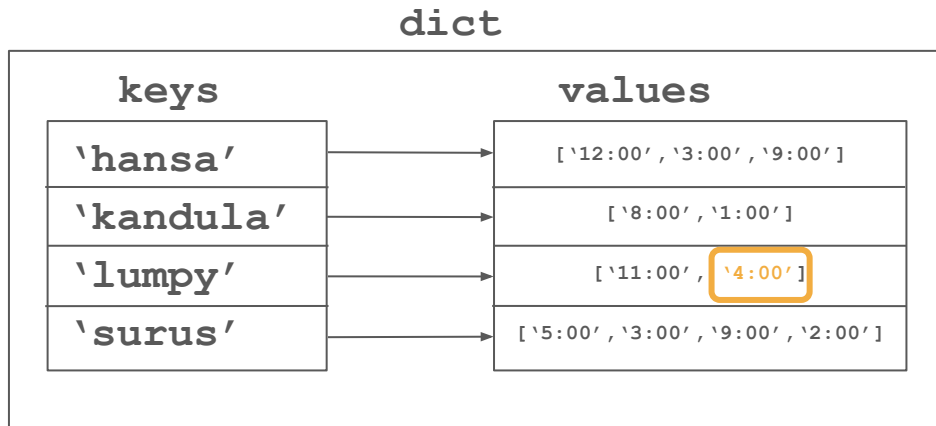 dict
keys values
‘hansa’ [‘12:00’,‘3:00’,‘9:00’]
‘kandula’ [‘8:00’,‘1:00’]
‘lumpy’ [‘11:00’, ‘4:00’]
‘surus’ [‘5:00’,‘3:00’,‘9:00’,‘2:00’]